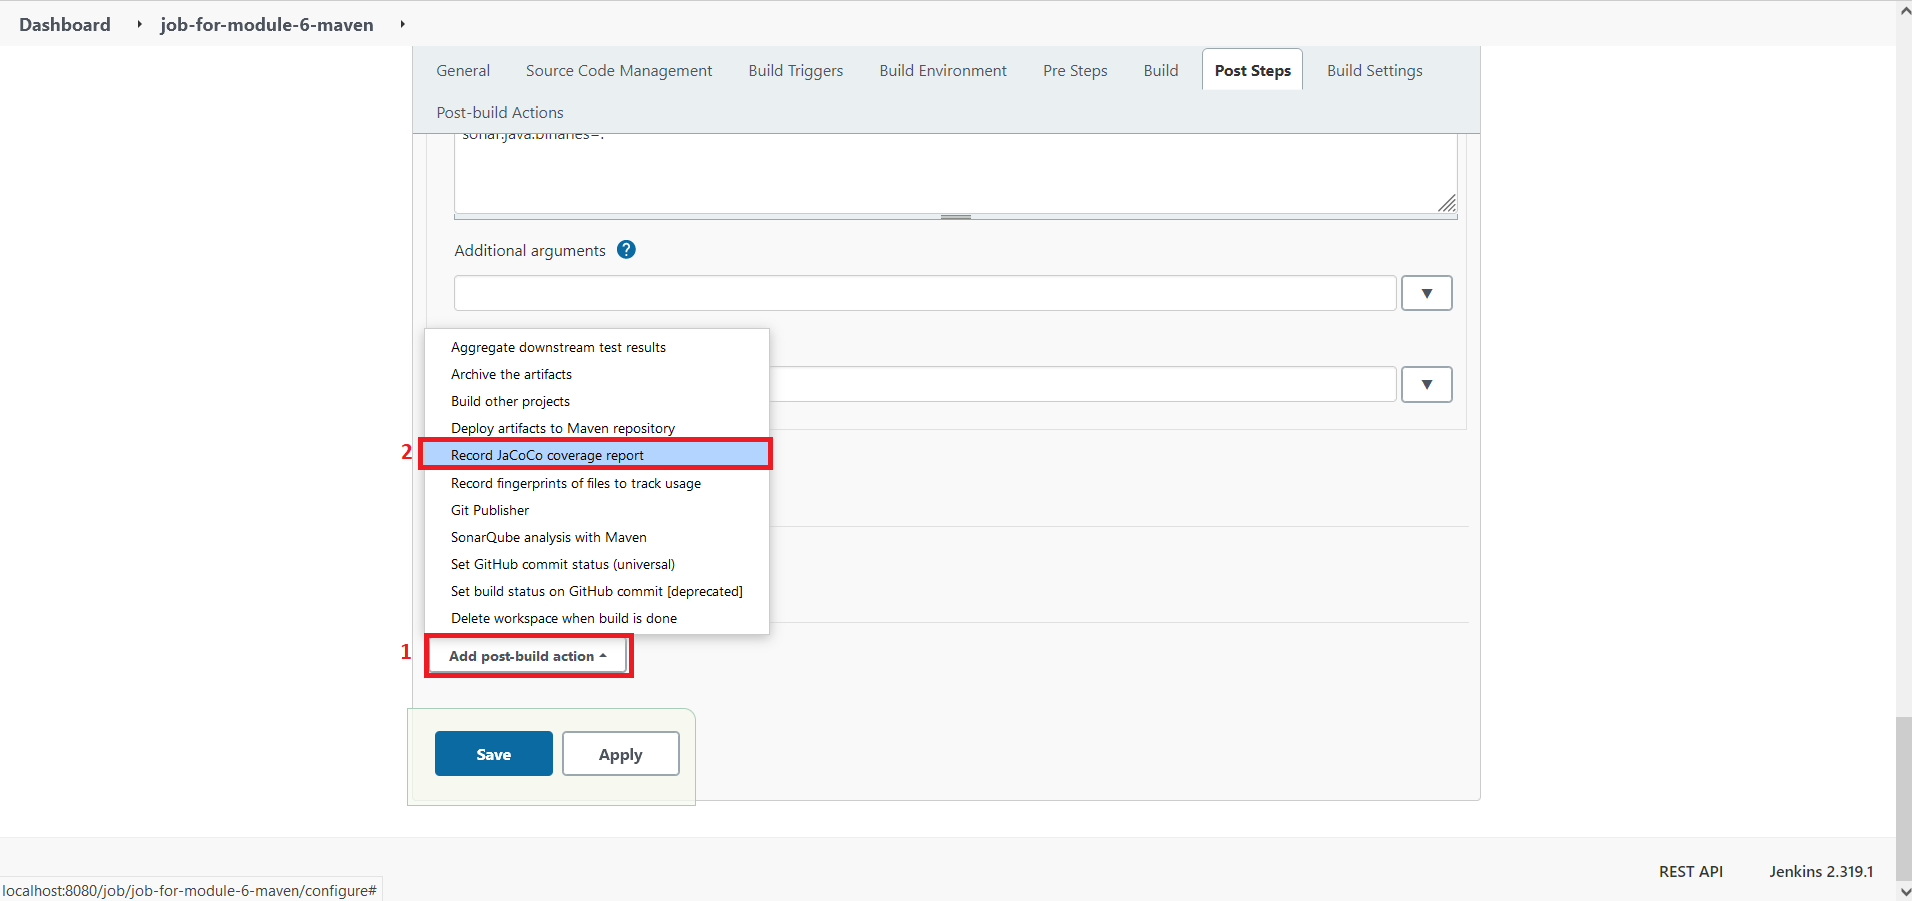 Dashboard job-for-module-6-maven
General Source Code Management Build Triggers Build Environment Pre Steps Build Post Steps Build Settings
Post-build Actions
sonar.java.binaries=.
Additional arguments ?
Aggregate downstream test results
Archive the artifacts
Build other projects
Deploy artifacts to Maven repository
2 Record JaCoCo coverage report
Record fingerprints of files to track usage
Git Publisher
SonarQube analysis with Maven
Set GitHub commit status (universal)
Set build status on GitHub commit [deprecated]
Delete workspace when build is done
1 Add post-build action
Save Apply
REST API Jenkins 2.319.1
localhost:8080/job/job-for-module-6-maven/configure#